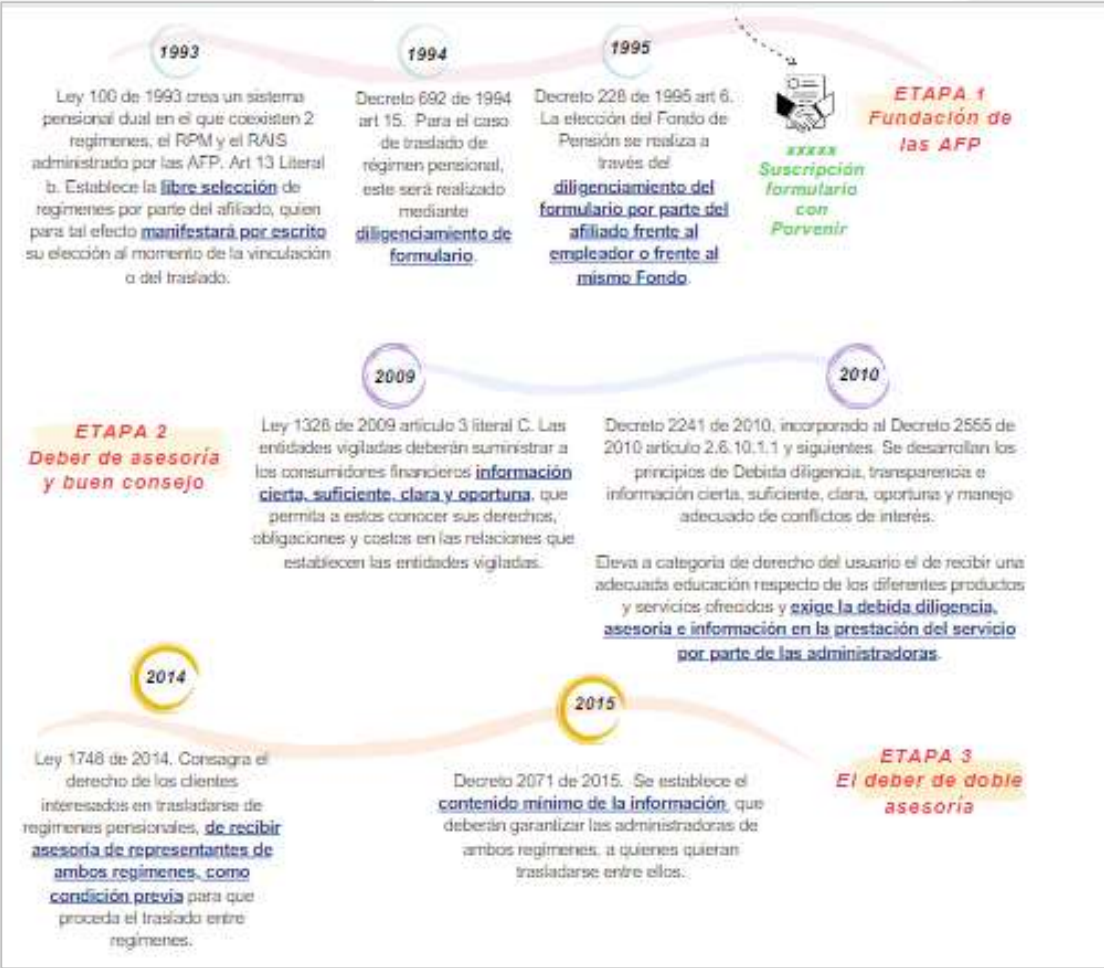 1993
Ley 100 de 1993 crea un sistema
pensional dual en el que coexisten 2
regímenes, el RPM y el RAIS
administrado por las AFP. Art 13 Literal
b. Establece la libre selección de
regímenes por parte del afiliado, quien
para tal efecto manifestará por escrito
su elección al momento de la vinculación
o del traslado.
1994
Decreto 692 de 1994
art 15. Para el caso
de traslado de
régimen pensional,
este será realizado
mediante
diligenciamiento de
formulario.
1995
Decreto 228 de 1995 art 6.
La elección del Fondo de
Pensión se realiza a
través del
diligenciamiento del
formulario por parte del
afiliado frente al
empleador o frente al
mismo Fondo.
xxxxx
Suscripción
formulario
con
Porvenir
ETAPA 1
Fundación de
las AFP
ETAPA 2
Deber de asesoría
y buen consejo
2009
Ley 1328 de 2009 artículo 3 literal C. Las
entidades vigiladas deberán suministrar a
los consumidores financieros información
cierta, suficiente, clara y oportuna, que
permita a estos conocer sus derechos,
obligaciones y costos en las relaciones que
establecen las entidades vigiladas.
2010
Decreto 2241 de 2010, incorporado al Decreto 2555 de
2010 artículo 2.6.10.1.1 y siguientes. Se desarrollan los
principios de Debida diligencia, transparencia e
información cierta, suficiente, clara, oportuna y manejo
adecuado de conflictos de interés.
Eleva a categoría de derecho del usuario el de recibir una
adecuada educación respecto de los diferentes productos
y servicios ofrecidos y exige la debida diligencia,
asesoría e información en la prestación del servicio
por parte de las administradoras.
2014
Ley 1748 de 2014. Consagra el
derecho de los clientes
interesados en trasladarse de
regímenes pensionales, de recibir
asesoría de representantes de
ambos regímenes, como
condición previa para que
proceda el traslado entre
regímenes.
2015
Decreto 2071 de 2015. Se establece el
contenido mínimo de la información, que
deberán garantizar las administradoras de
ambos regímenes, a quienes quieran
trasladarse entre ellos.
ETAPA 3
El deber de doble
asesoría